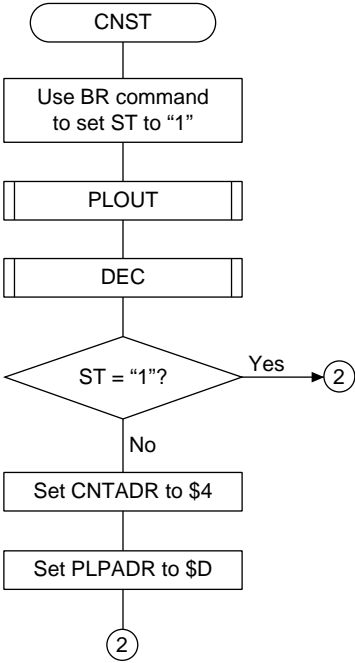 CNST
Use BR command
to set ST to “1”
PLOUT
DEC
ST = “1”?
Yes
2
No
Set CNTADR to $4
Set PLPADR to $D
2